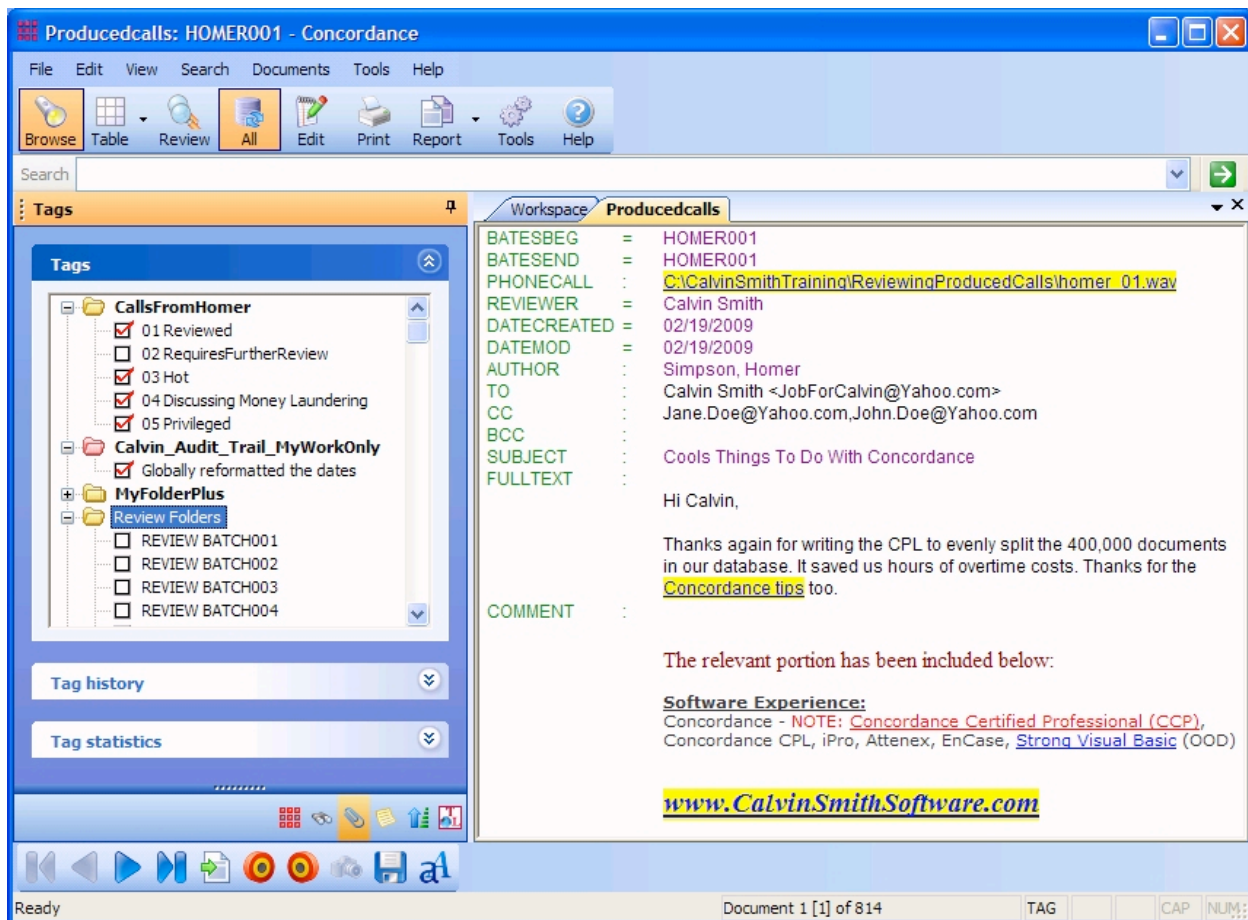 Producedcalls: HOMER001 - Concordance
File Edit View Search Documents Tools Help
Browse Table Review All Edit Print Report Tools Help
Search
Tags
Tags
CallsFromHomer
01 Reviewed
02 RequiresFurtherReview
03 Hot
04 Discussing Money Laundering
05 Privileged
Calvin_Audit_Trail_MyWorkOnly
Globally reformatted the dates
MyFolderPlus
Review Folders
REVIEW BATCH001
REVIEW BATCH002
REVIEW BATCH003
REVIEW BATCH004
Tag history
Tag statistics
Workspace Producedcalls
BATESBEG = HOMER001
BATESEND = HOMER001
PHONECALL : C:\CalvinSmithTraining\ReviewingProducedCalls\homer_01.wav
REVIEWER = Calvin Smith
DATECREATED = 02/19/2009
DATEMOD = 02/19/2009
AUTHOR : Simpson, Homer
TO : Calvin Smith <JobForCalvin@Yahoo.com>
CC : Jane.Doe@Yahoo.com,John.Doe@Yahoo.com
BCC :
SUBJECT : Cools Things To Do With Concordance
FULLTEXT :
Hi Calvin,
Thanks again for writing the CPL to evenly split the 400,000 documents
in our database. It saved us hours of overtime costs. Thanks for the
Concordance tips too.
COMMENT :
The relevant portion has been included below:
Software Experience:
Concordance - NOTE: Concordance Certified Professional (CCP),
Concordance CPL, iPro, Attenex, EnCase, Strong Visual Basic (OOD)
www.CalvinSmithSoftware.com
Ready
Document 1 [1] of 814 TAG CAP NUM